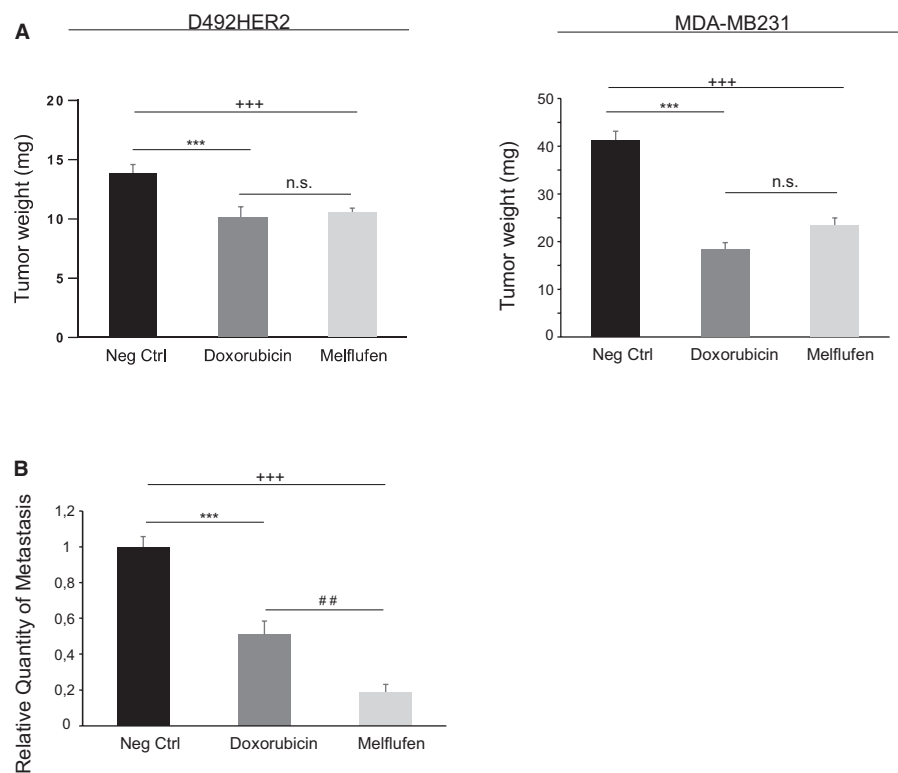 A
D492HER2
MDA-MB231
Tumor weight (mg)
20
15
10
5
0
+++
***
n.s.
Neg Ctrl Doxorubicin Melflufen
Tumor weight (mg)
50
40
30
20
10
0
+++
***
n.s.
Neg Ctrl Doxorubicin Melflufen
B
Relative Quantity of Metastasis
1,2
1
0,8
0,6
0,4
0,2
0
+++
***
##
Neg Ctrl Doxorubicin Melflufen